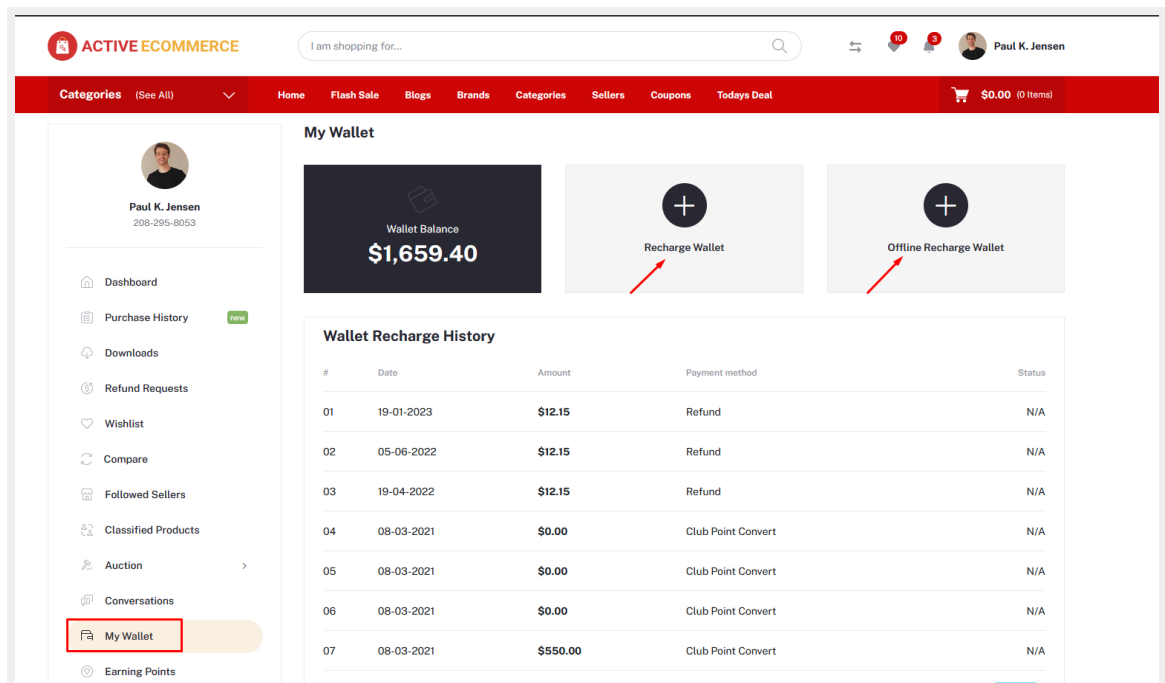 ACTIVE ECOMMERCE
I am shopping for...
10
3
Paul K. Jensen
Categories (See All)
Home Flash Sale Blogs Brands Categories Sellers Coupons Todays Deal
$0.00 (0 Items)
Paul K. Jensen
208-295-8053
Dashboard
Purchase History new
Downloads
Refund Requests
Wishlist
Compare
Followed Sellers
Classified Products
Auction
Conversations
My Wallet
Earning Points
My Wallet
Wallet Balance
$1,659.40
Recharge Wallet
Offline Recharge Wallet
Wallet Recharge History
# Date Amount Payment method Status
01 19-01-2023 $12.15 Refund N/A
02 05-06-2022 $12.15 Refund N/A
03 19-04-2022 $12.15 Refund N/A
04 08-03-2021 $0.00 Club Point Convert N/A
05 08-03-2021 $0.00 Club Point Convert N/A
06 08-03-2021 $0.00 Club Point Convert N/A
07 08-03-2021 $550.00 Club Point Convert N/A